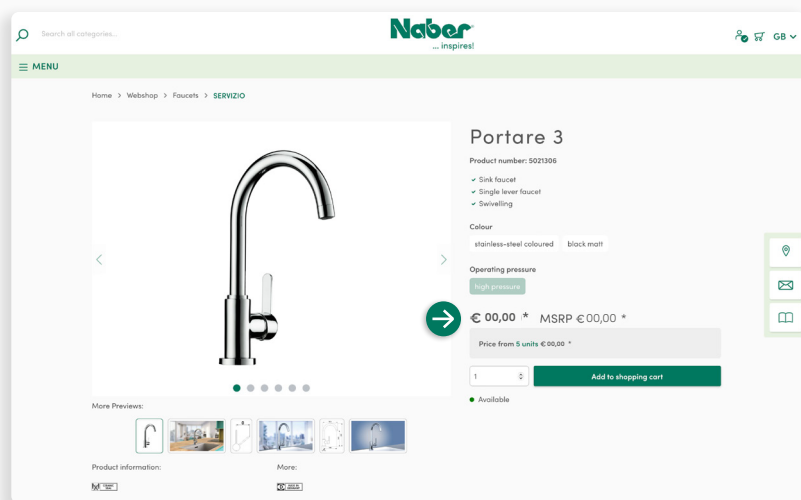 Search all categories...
Naber
... inspires!
GB
MENU
Home > Webshop > Faucets > SERVIZIO
Portare 3
Product number: 5021306
Sink faucet
Single lever faucet
Swivelling
Colour
stainless-steel coloured black matt
Operating pressure
high pressure
€ 00,00 * MSRP € 00,00 *
Price from 5 units € 00,00 *
1 Add to shopping cart
Available
More Previews:
Product information: More: